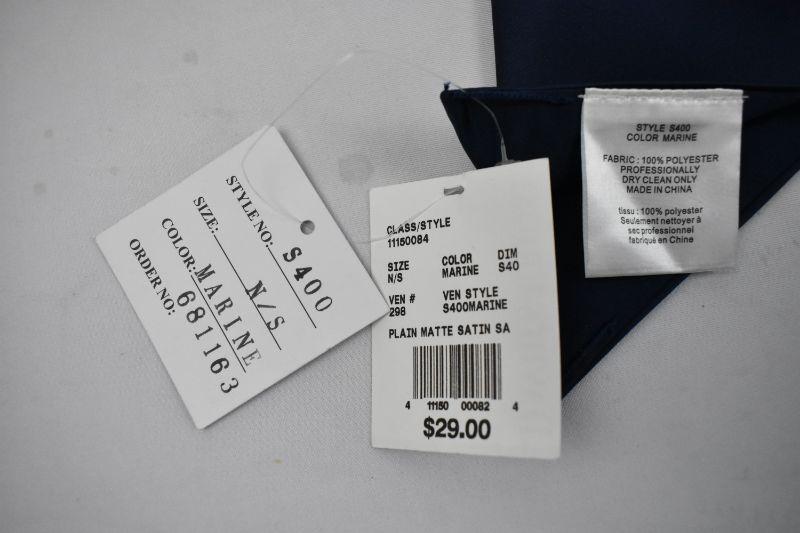 STYLE NO: S400
SIZE: N/S
COLOR: MARINE
ORDER NO: 681163
CLASS/STYLE
11150084
SIZE COLOR DIM
N/S MARINE S40
VEN # VEN STYLE
298 S400MARINE
PLAIN MATTE SATIN SA
4 11150 00082 4
$29.00
STYLE S400
COLOR MARINE
FABRIC : 100% POLYESTER
PROFESSIONALLY
DRY CLEAN ONLY
MADE IN CHINA
tissu : 100% polyester
Seulement nettoyer à
sec professionnel
fabriqué en Chine